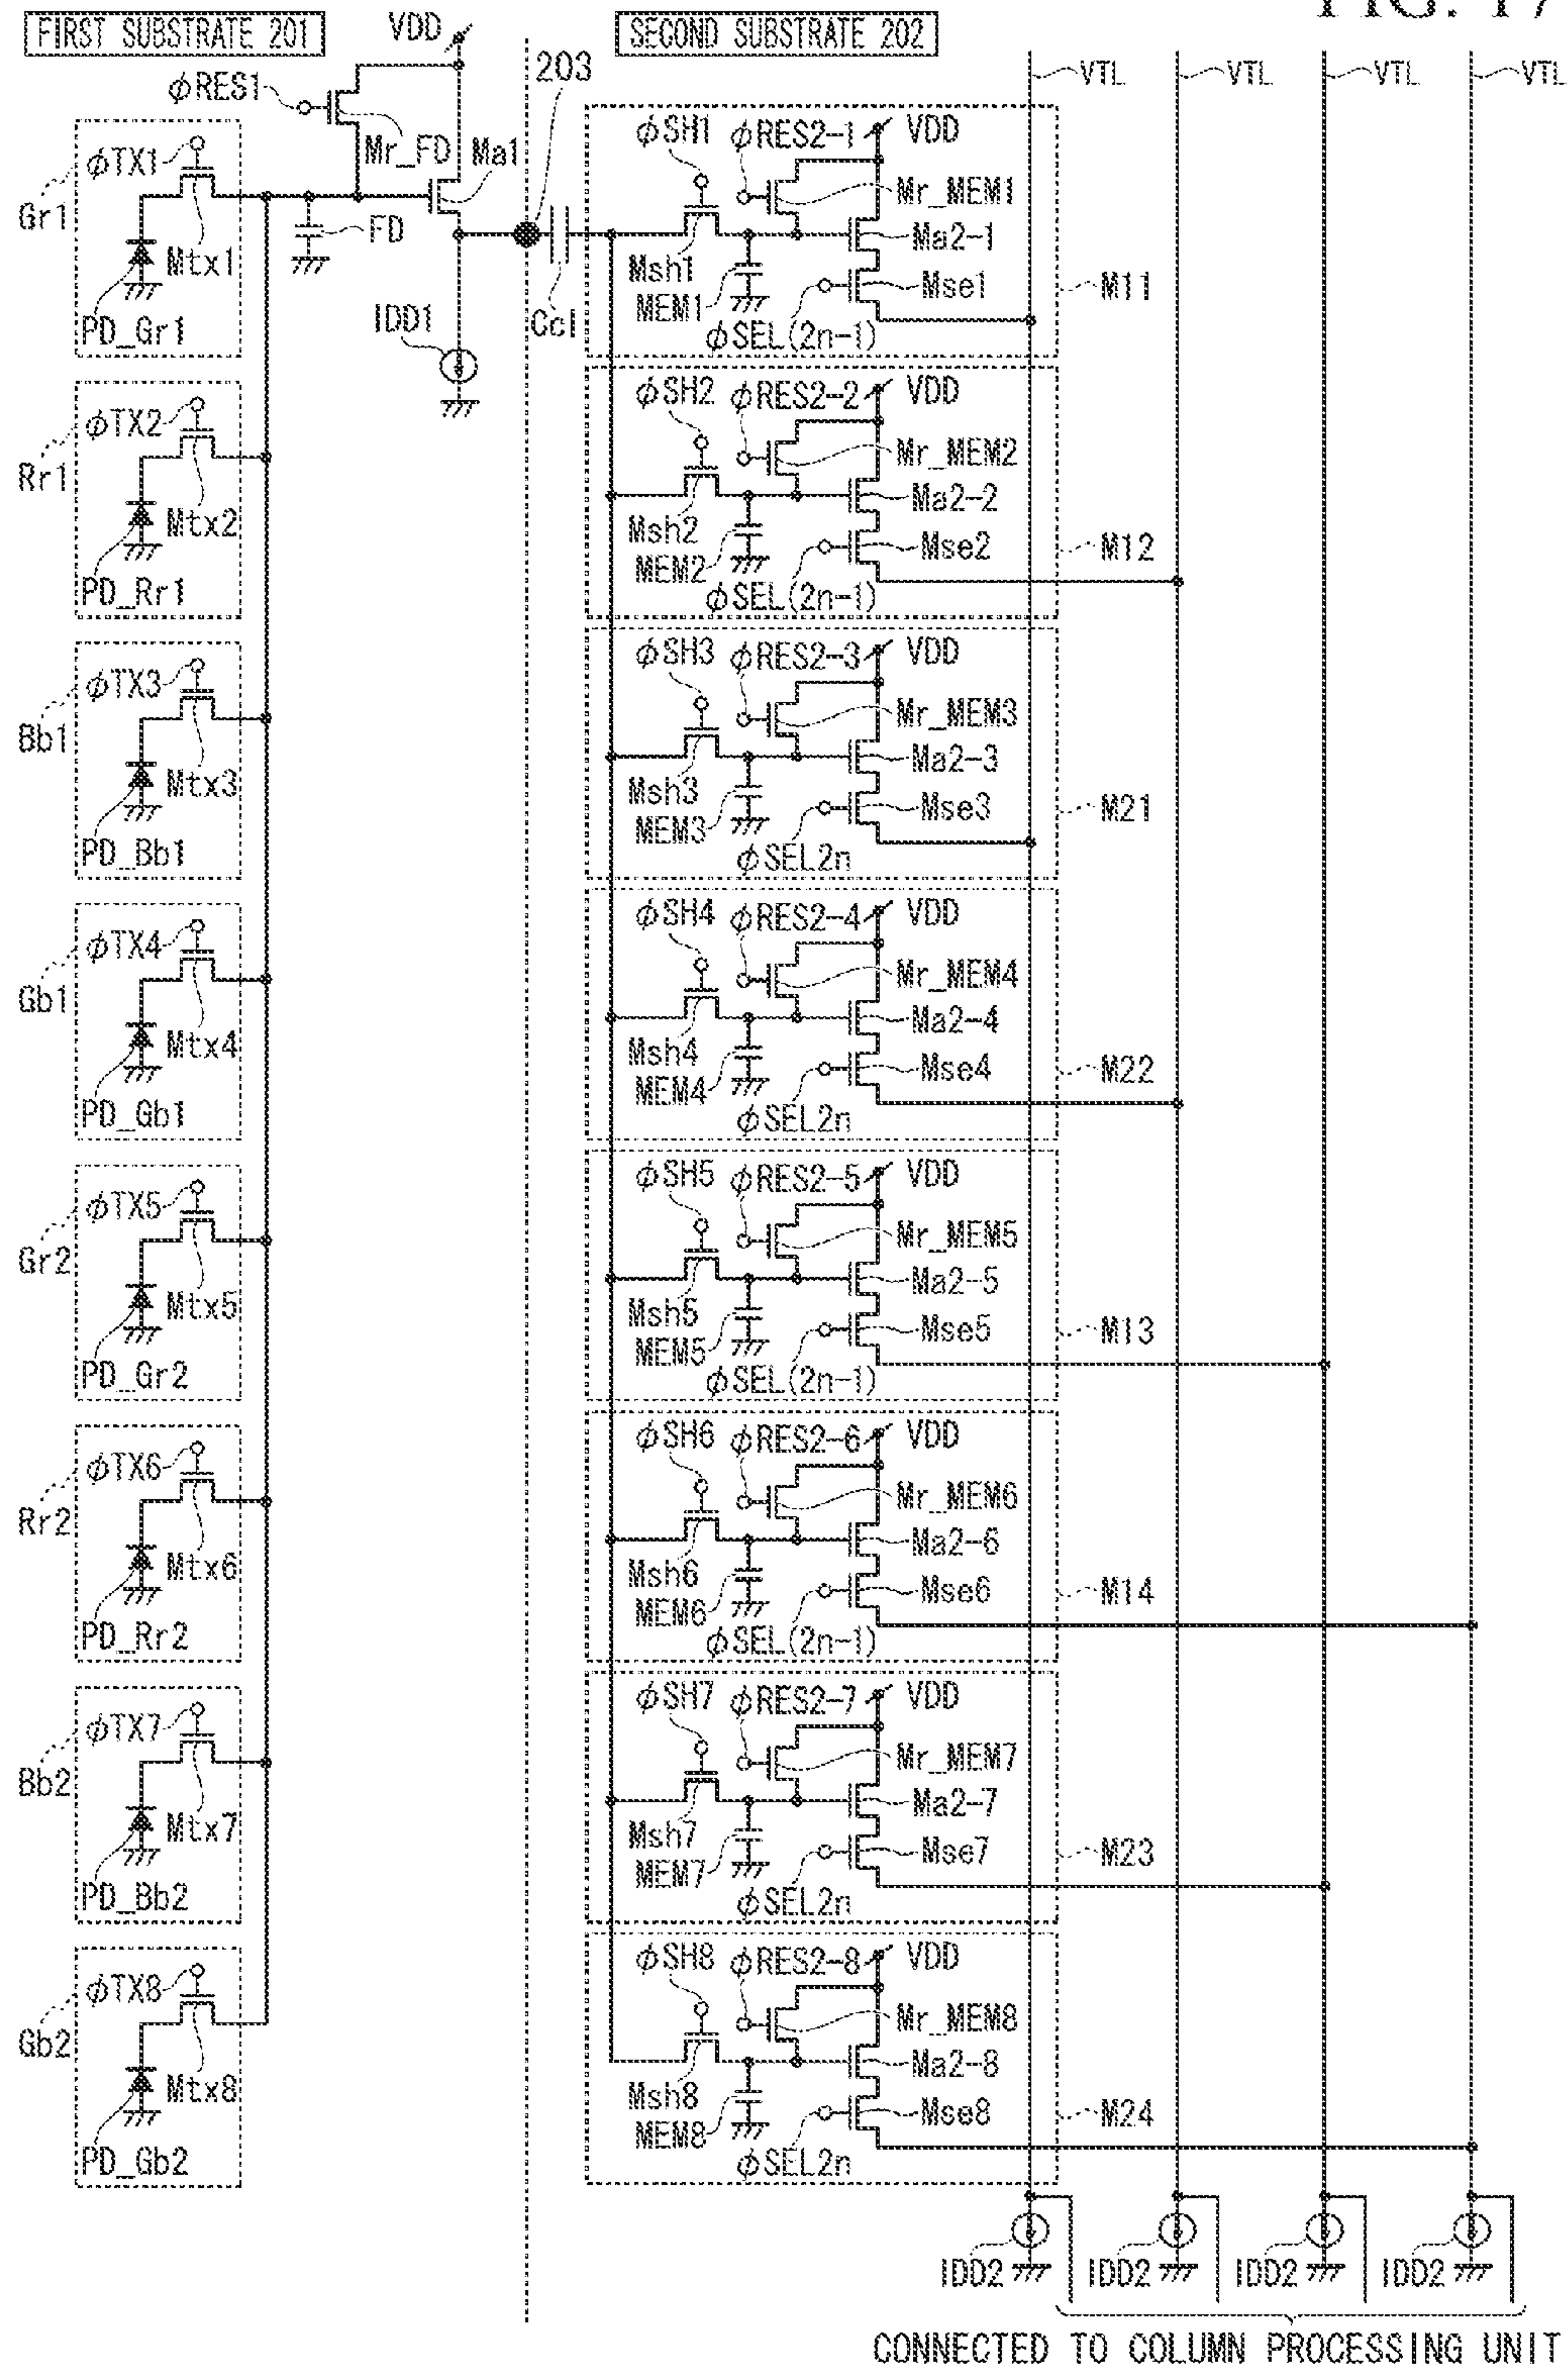 FIG. 17
FIRST SUBSTRATE 201
SECOND SUBSTRATE 202
VDD
203
VTL
VTL
VTL
VTL
ϕRES1
Mr_FD
Ma1
FD
IDD1
Cc1
Gr1
ϕTX1
Mtx1
PD_Gr1
Rr1
ϕTX2
Mtx2
PD_Rr1
Bb1
ϕTX3
Mtx3
PD_Bb1
Gb1
ϕTX4
Mtx4
PD_Gb1
Gr2
ϕTX5
Mtx5
PD_Gr2
Rr2
ϕTX6
Mtx6
PD_Rr2
Bb2
ϕTX7
Mtx7
PD_Bb2
Gb2
ϕTX8
Mtx8
PD_Gb2
ϕSH1
ϕRES2-1
VDD
Mr_MEM1
Ma2-1
Msh1
MEM1
Mse1
M11
ϕSEL(2n-1)
ϕSH2
ϕRES2-2
VDD
Mr_MEM2
Ma2-2
Msh2
MEM2
Mse2
M12
ϕSEL(2n-1)
ϕSH3
ϕRES2-3
VDD
Mr_MEM3
Ma2-3
Msh3
MEM3
Mse3
M21
ϕSEL2n
ϕSH4
ϕRES2-4
VDD
Mr_MEM4
Ma2-4
Msh4
MEM4
Mse4
M22
ϕSEL2n
ϕSH5
ϕRES2-5
VDD
Mr_MEM5
Ma2-5
Msh5
MEM5
Mse5
M13
ϕSEL(2n-1)
ϕSH6
ϕRES2-6
VDD
Mr_MEM6
Ma2-6
Msh6
MEM6
Mse6
M14
ϕSEL(2n-1)
ϕSH7
ϕRES2-7
VDD
Mr_MEM7
Ma2-7
Msh7
MEM7
Mse7
M23
ϕSEL2n
ϕSH8
ϕRES2-8
VDD
Mr_MEM8
Ma2-8
Msh8
MEM8
Mse8
M24
ϕSEL2n
IDD2
IDD2
IDD2
IDD2
CONNECTED TO COLUMN PROCESSING UNIT